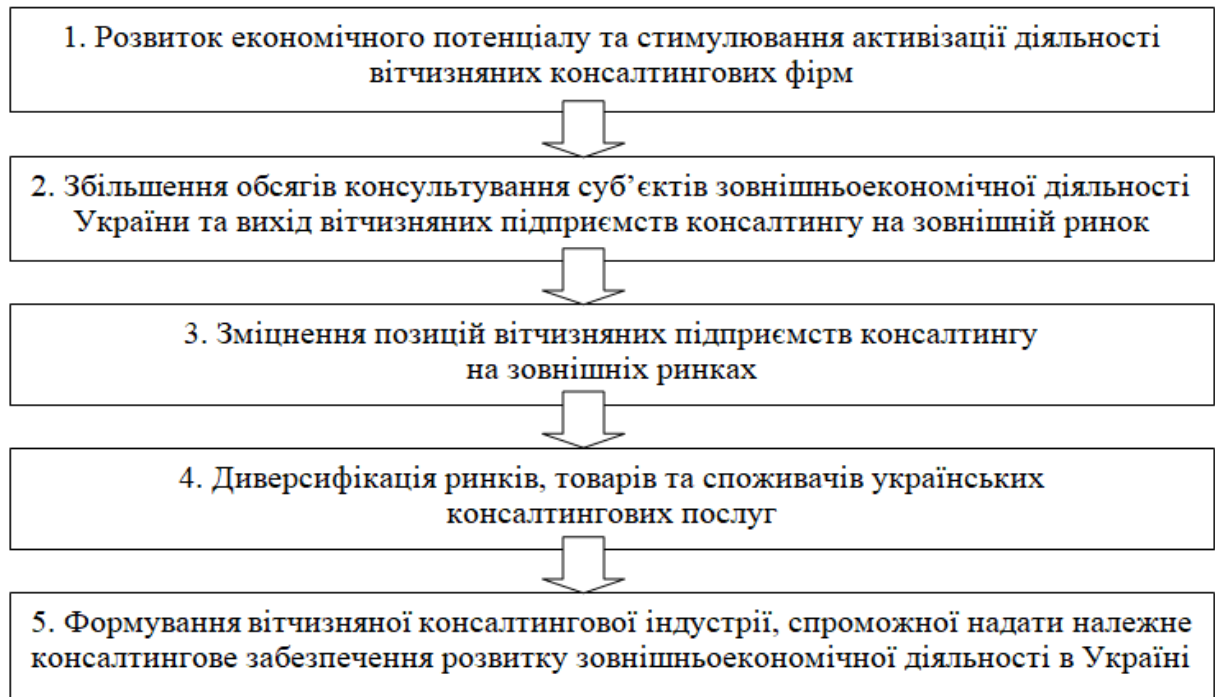 1. Розвиток економічного потенціалу та стимулювання активізації діяльності
вітчизняних консалтингових фірм
2. Збільшення обсягів консультування суб’єктів зовнішньоекономічної діяльності
України та вихід вітчизняних підприємств консалтингу на зовнішній ринок
3. Зміцнення позицій вітчизняних підприємств консалтингу
на зовнішніх ринках
4. Диверсифікація ринків, товарів та споживачів українських
консалтингових послуг
5. Формування вітчизняної консалтингової індустрії, спроможної надати належне
консалтингове забезпечення розвитку зовнішньоекономічної діяльності в Україні